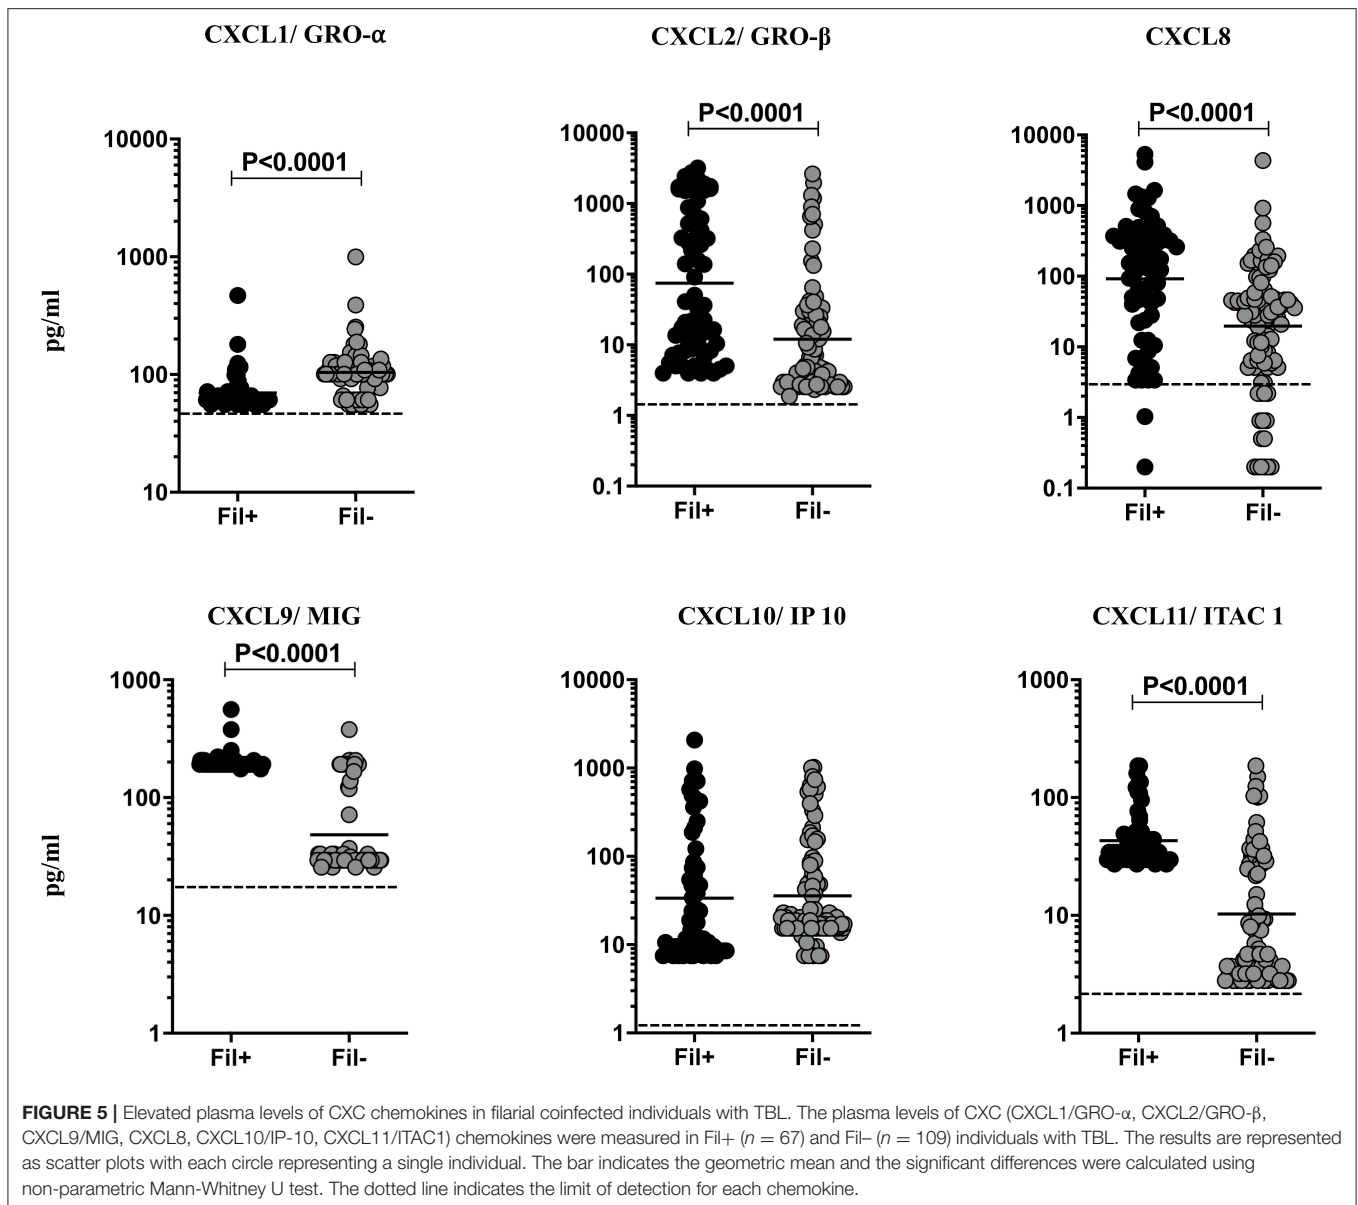 CXCL1/ GRO-α
CXCL2/ GRO-β
CXCL8
P<0.0001
P<0.0001
P<0.0001
pg/ml
10000
1000
100
10
Fil+
Fil-
10000
1000
100
10
1
0.1
Fil+
Fil-
10000
1000
100
10
1
0.1
Fil+
Fil-
CXCL9/ MIG
CXCL10/ IP 10
CXCL11/ ITAC 1
P<0.0001
P<0.0001
pg/ml
1000
100
10
1
Fil+
Fil-
10000
1000
100
10
1
Fil+
Fil-
1000
100
10
1
Fil+
Fil-
FIGURE 5 | Elevated plasma levels of CXC chemokines in filarial coinfected individuals with TBL. The plasma levels of CXC (CXCL1/GRO-α, CXCL2/GRO-β,
CXCL9/MIG, CXCL8, CXCL10/IP-10, CXCL11/ITAC1) chemokines were measured in Fil+ (n = 67) and Fil– (n = 109) individuals with TBL. The results are represented
as scatter plots with each circle representing a single individual. The bar indicates the geometric mean and the significant differences were calculated using
non-parametric Mann-Whitney U test. The dotted line indicates the limit of detection for each chemokine.